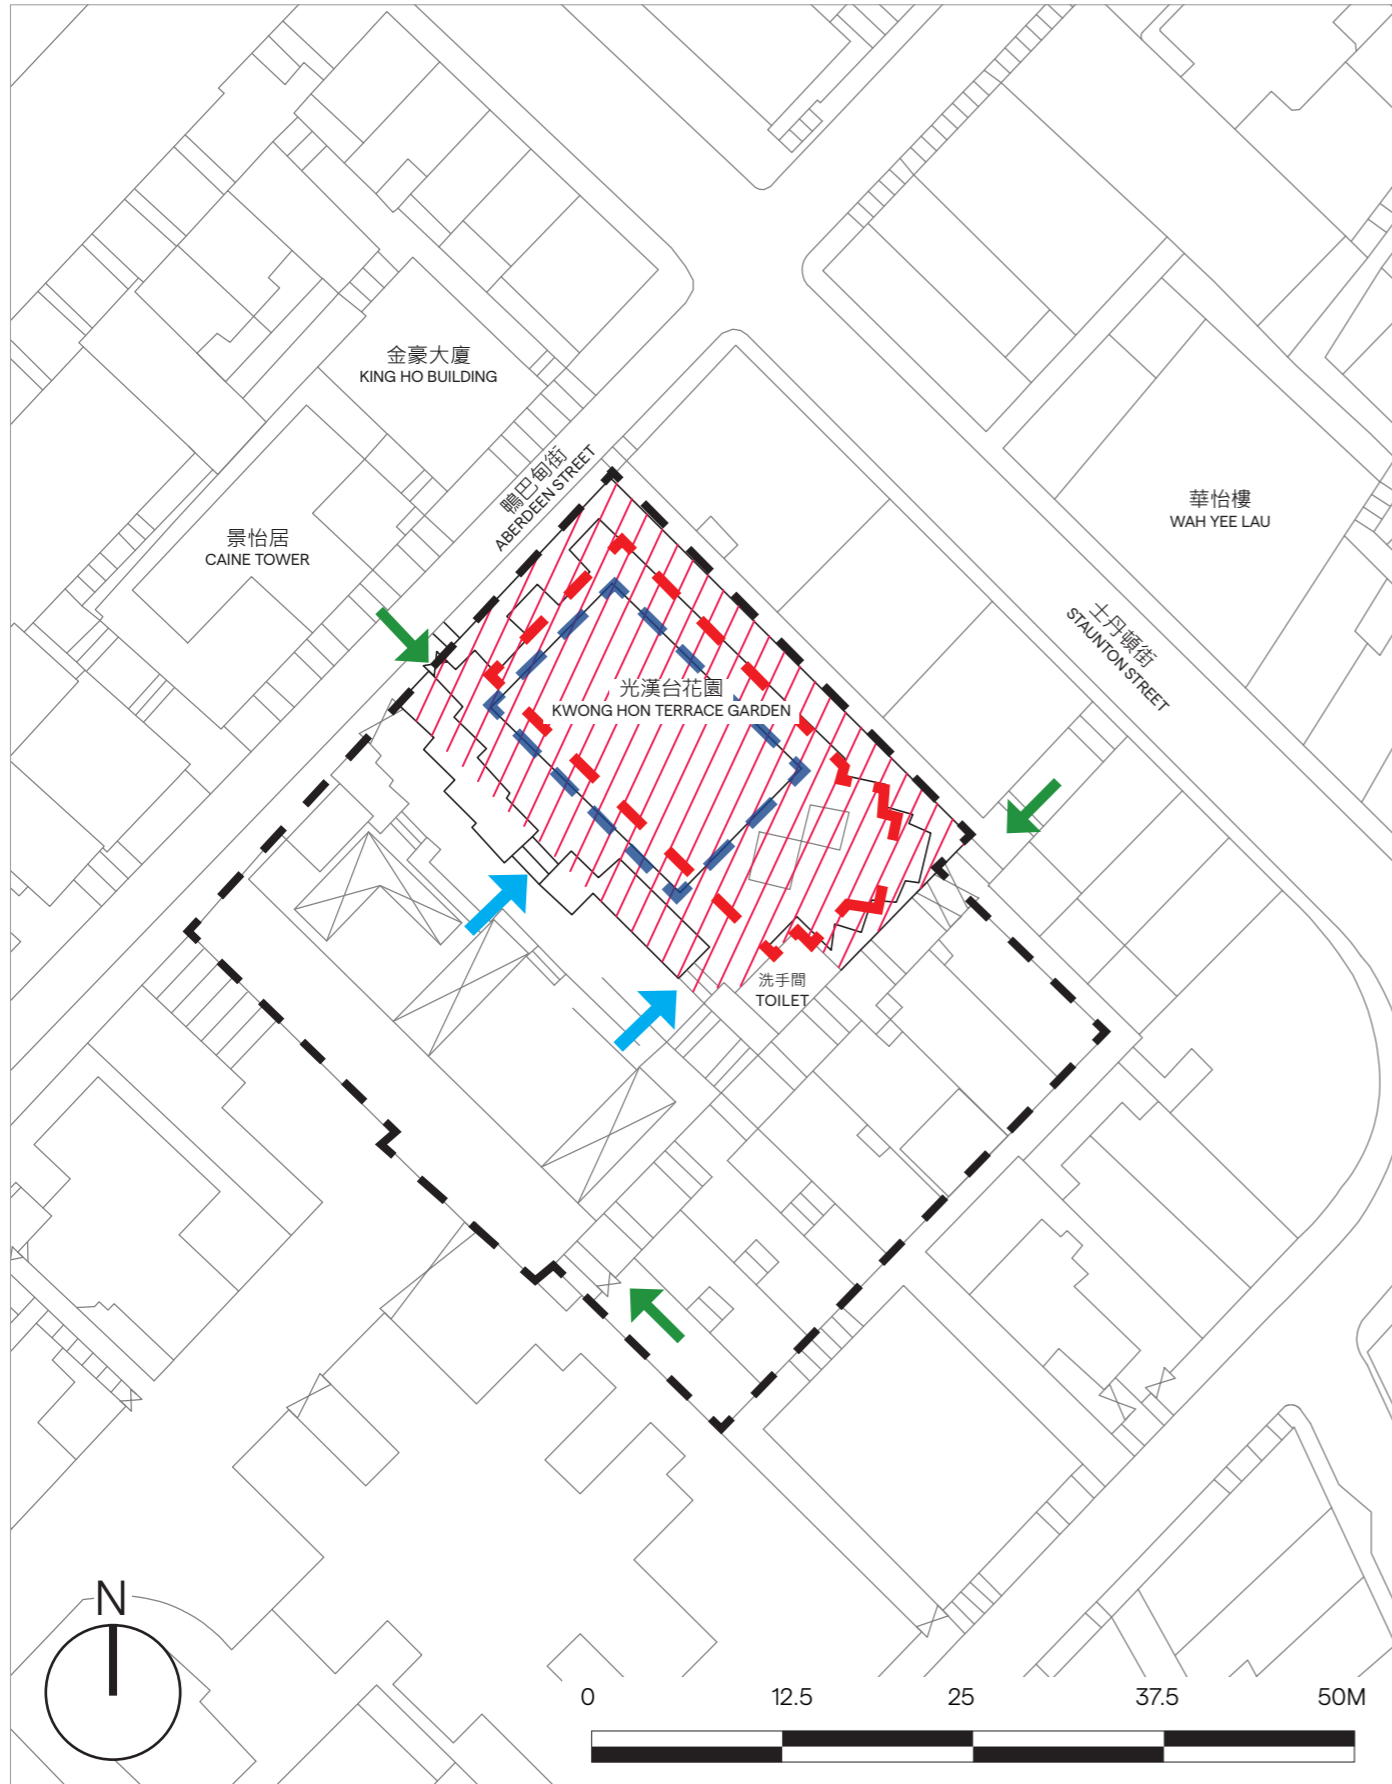 金豪大廈
KING HO BUILDING
鴨巴甸街
ABERDEEN STREET
華怡樓
WAH YEE LAU
景怡居
CAINE TOWER
士丹頓街
STAUNTON STREET
光漢台花園
KWONG HON TERRACE GARDEN
洗手間
TOILET
N
0 12.5 25 37.5 50M